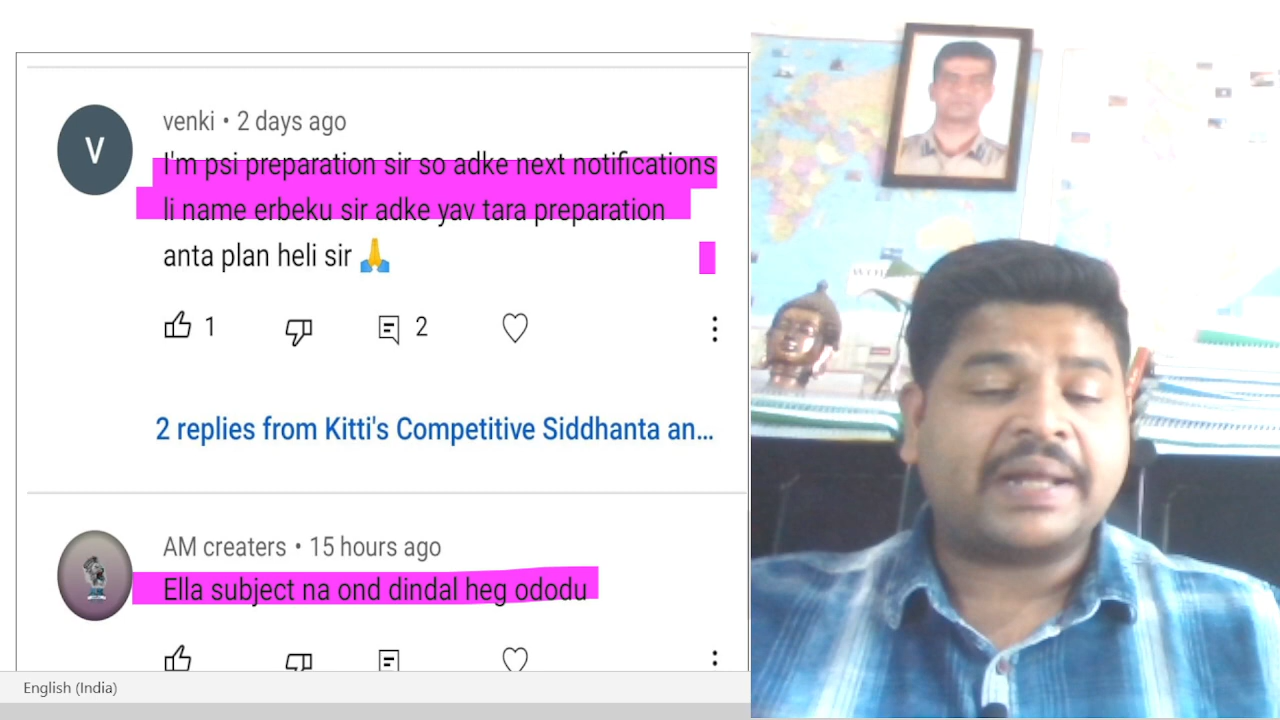 V
venki • 2 days ago
I'm psi preparation sir so adke next notifications
li name erbeku sir adke yav tara preparation
anta plan heli sir 🙏
1
2
2 replies from Kitti's Competitive Siddhanta an...
AM creaters • 15 hours ago
Ella subject na ond dindal heg ododu
English (India)